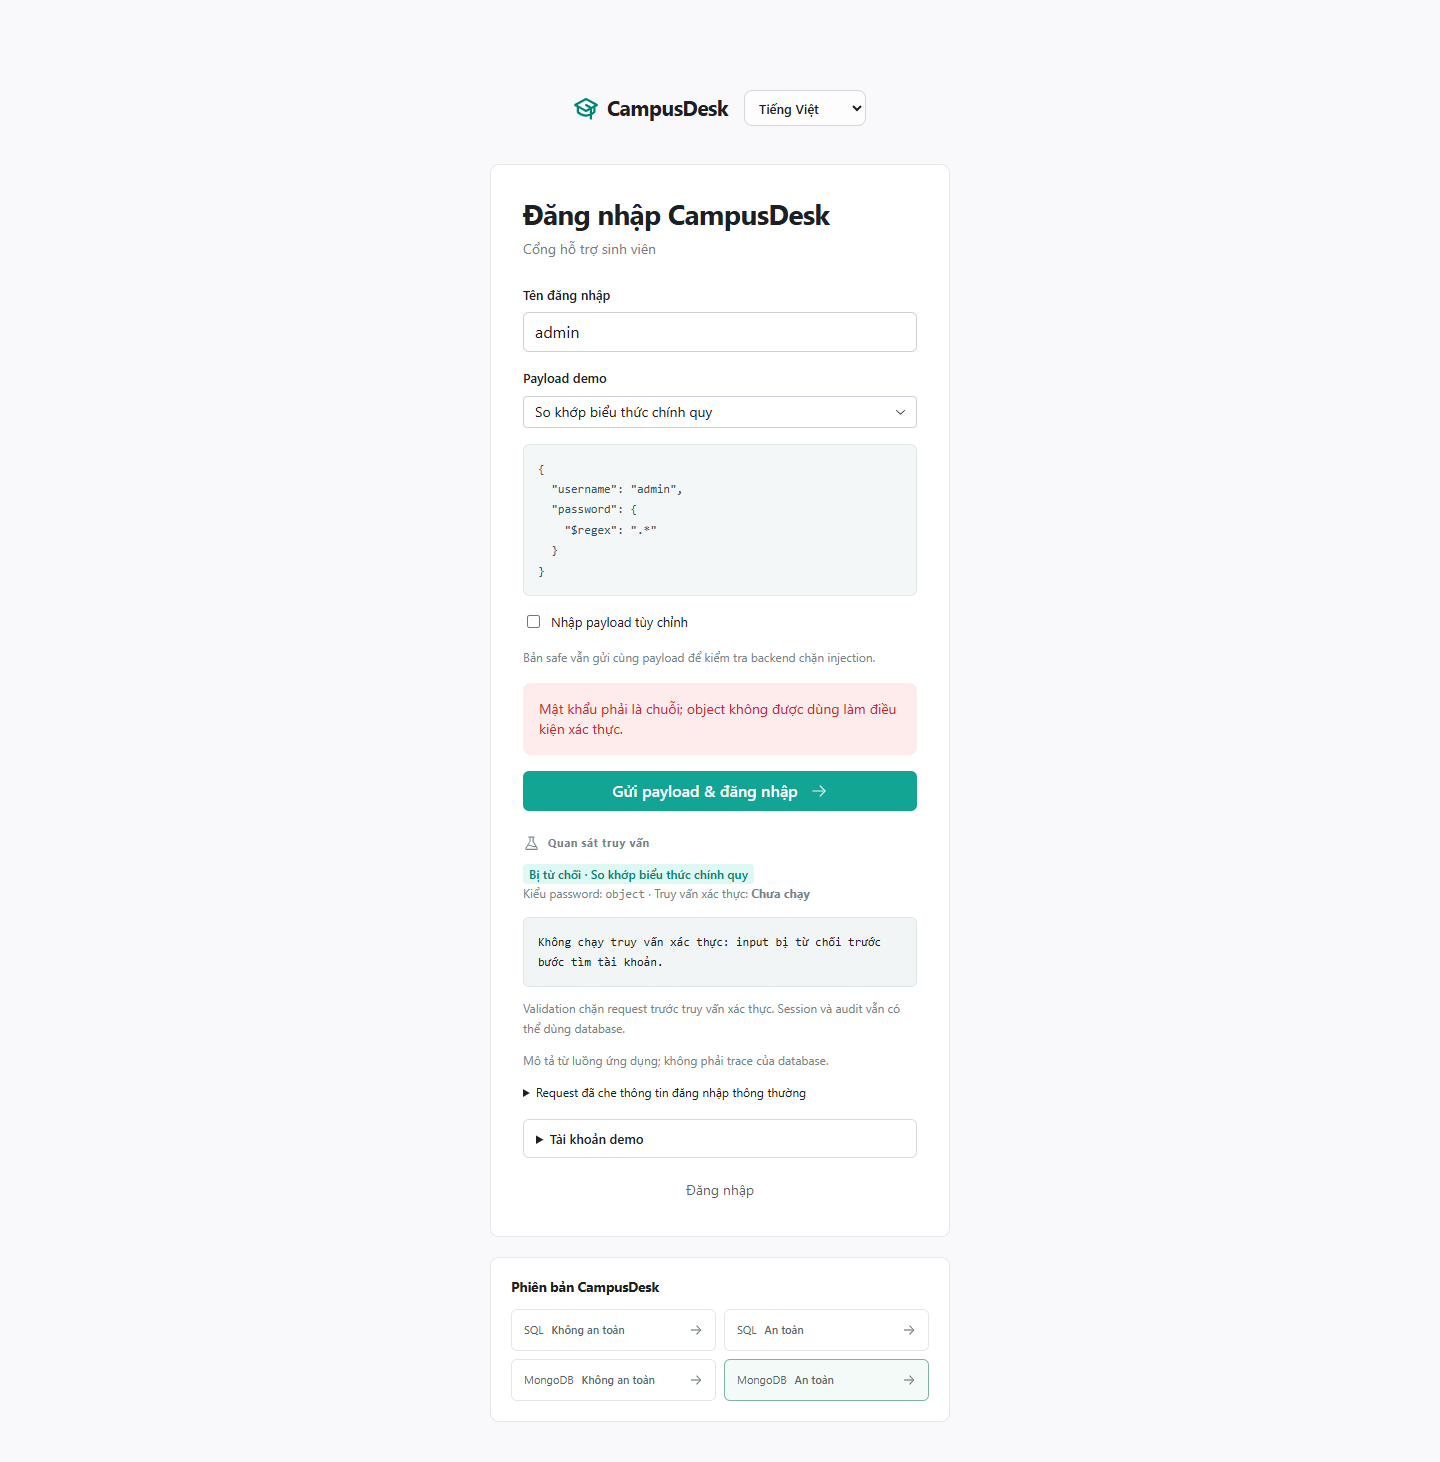 CampusDesk
Tiếng Việt
Đăng nhập CampusDesk
Cổng hỗ trợ sinh viên
Tên đăng nhập
admin
Payload demo
So khớp biểu thức chính quy
{
  "username": "admin",
  "password": {
    "$regex": ".*"
  }
}
Nhập payload tùy chỉnh
Bản safe vẫn gửi cùng payload để kiểm tra backend chặn injection.
Mật khẩu phải là chuỗi; object không được dùng làm điều
kiện xác thực.
Gửi payload & đăng nhập →
Quan sát truy vấn
Bị từ chối · So khớp biểu thức chính quy
Kiểu password: object · Truy vấn xác thực: Chưa chạy
Không chạy truy vấn xác thực: input bị từ chối trước
bước tìm tài khoản.
Validation chặn request trước truy vấn xác thực. Session và audit vẫn có
thể dùng database.
Mô tả từ luồng ứng dụng; không phải trace của database.
Request đã che thông tin đăng nhập thông thường
Tài khoản demo
Đăng nhập
Phiên bản CampusDesk
SQL Không an toàn →
SQL An toàn →
MongoDB Không an toàn →
MongoDB An toàn →